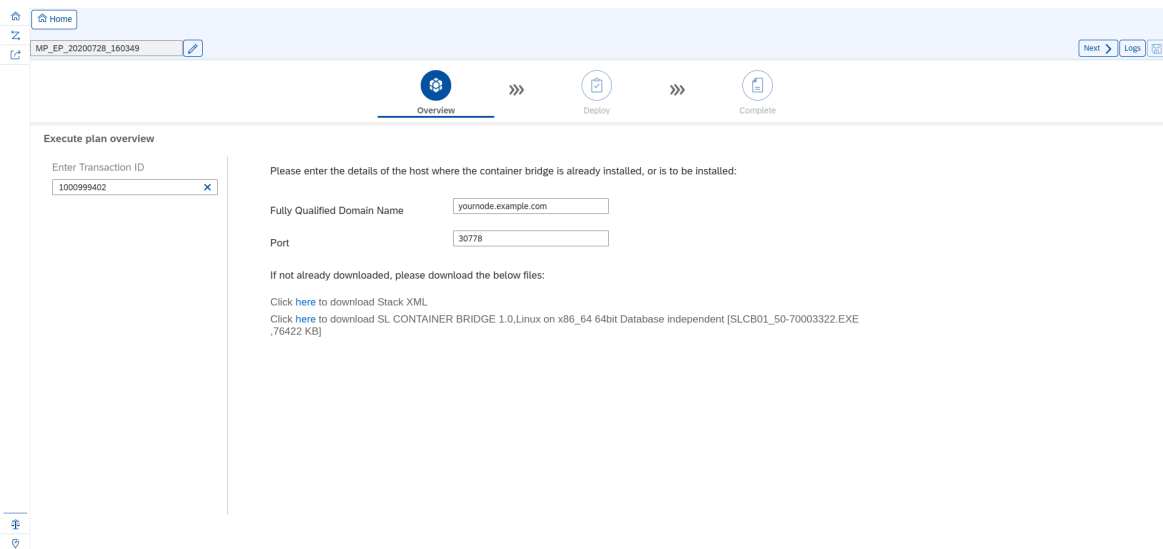 Home
MP_EP_20200728_160349
Next
Logs
Overview
Deploy
Complete
Execute plan overview
Enter Transaction ID
1000999402
Please enter the details of the host where the container bridge is already installed, or is to be installed:
Fully Qualified Domain Name
yournode.example.com
Port
30778
If not already downloaded, please download the below files:
Click here to download Stack XML
Click here to download SL CONTAINER BRIDGE 1.0,Linux on x86_64 64bit Database independent [SLCB01_50-70003322.EXE
,76422 KB]